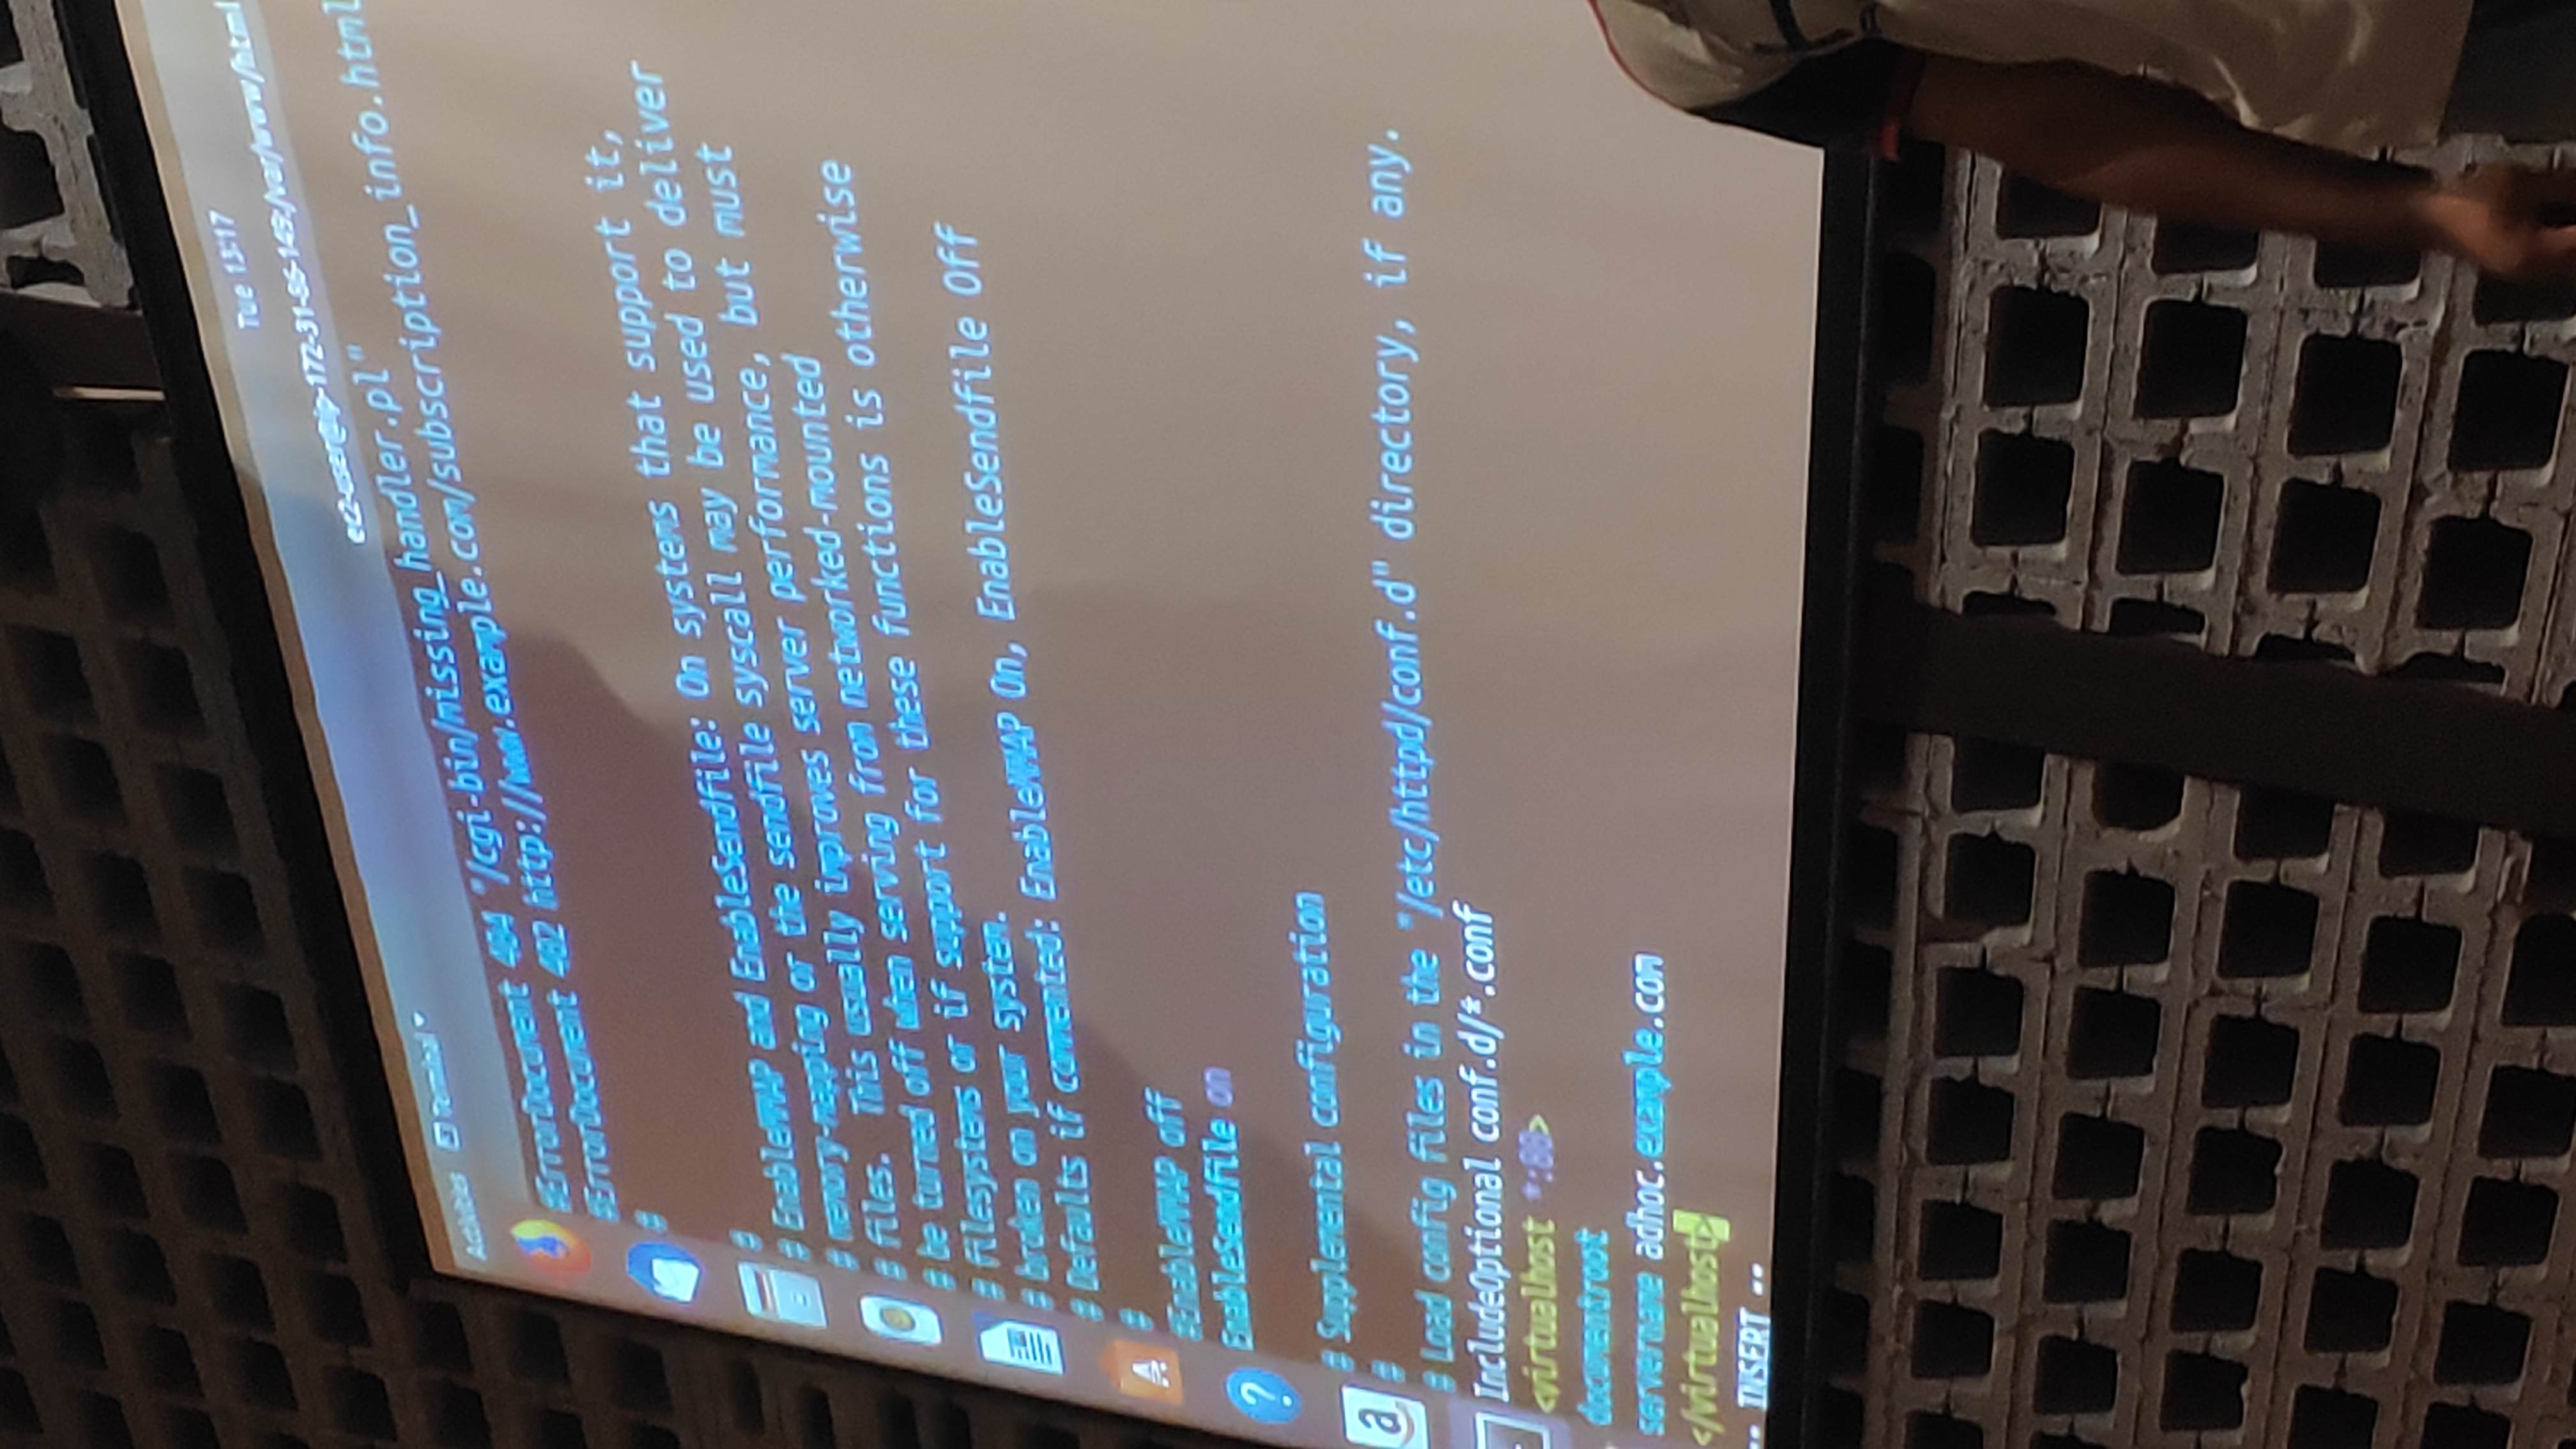 Tue 13:17
Activities Terminal
ec2-user@ip-172-31-86-149:/var/www/html
#ErrorDocument 404 "/cgi-bin/missing_handler.pl"
#ErrorDocument 402 http://www.example.com/subscription_info.html
#
#
# EnableMMAP and EnableSendfile: On systems that support it,
# memory-mapping or the sendfile syscall may be used to deliver
# files.  This usually improves server performance, but must
# be turned off when serving from networked-mounted
# filesystems or if support for these functions is otherwise
# broken on your system.
# Defaults if commented: EnableMMAP On, EnableSendfile Off
#
#EnableMMAP off
EnableSendfile on
# Supplemental configuration
#
# Load config files in the "/etc/httpd/conf.d" directory, if any.
IncludeOptional conf.d/*.conf
<virtualhost *:80>
documentroot
servername adhoc.example.com
</virtualhost>
-- INSERT --